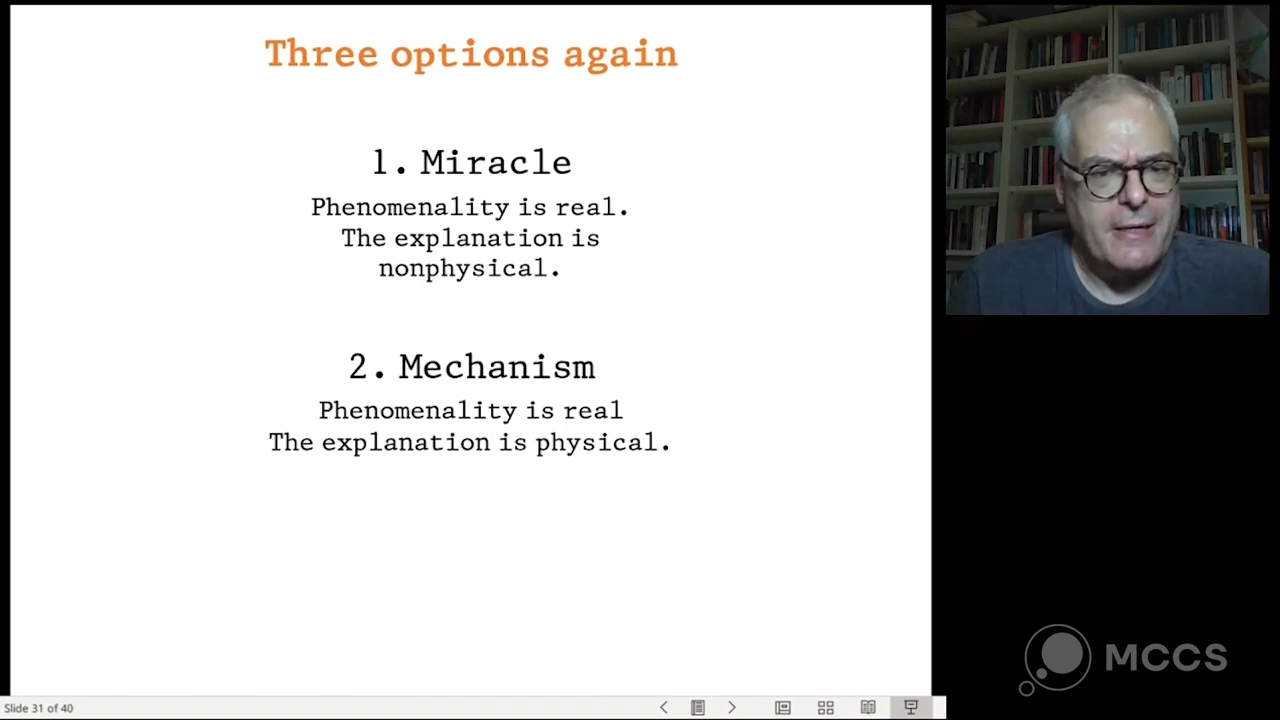 Three options again
1. Miracle
Phenomenality is real.
The explanation is
nonphysical.
2. Mechanism
Phenomenality is real
The explanation is physical.
Slide 31 of 40
MCCS